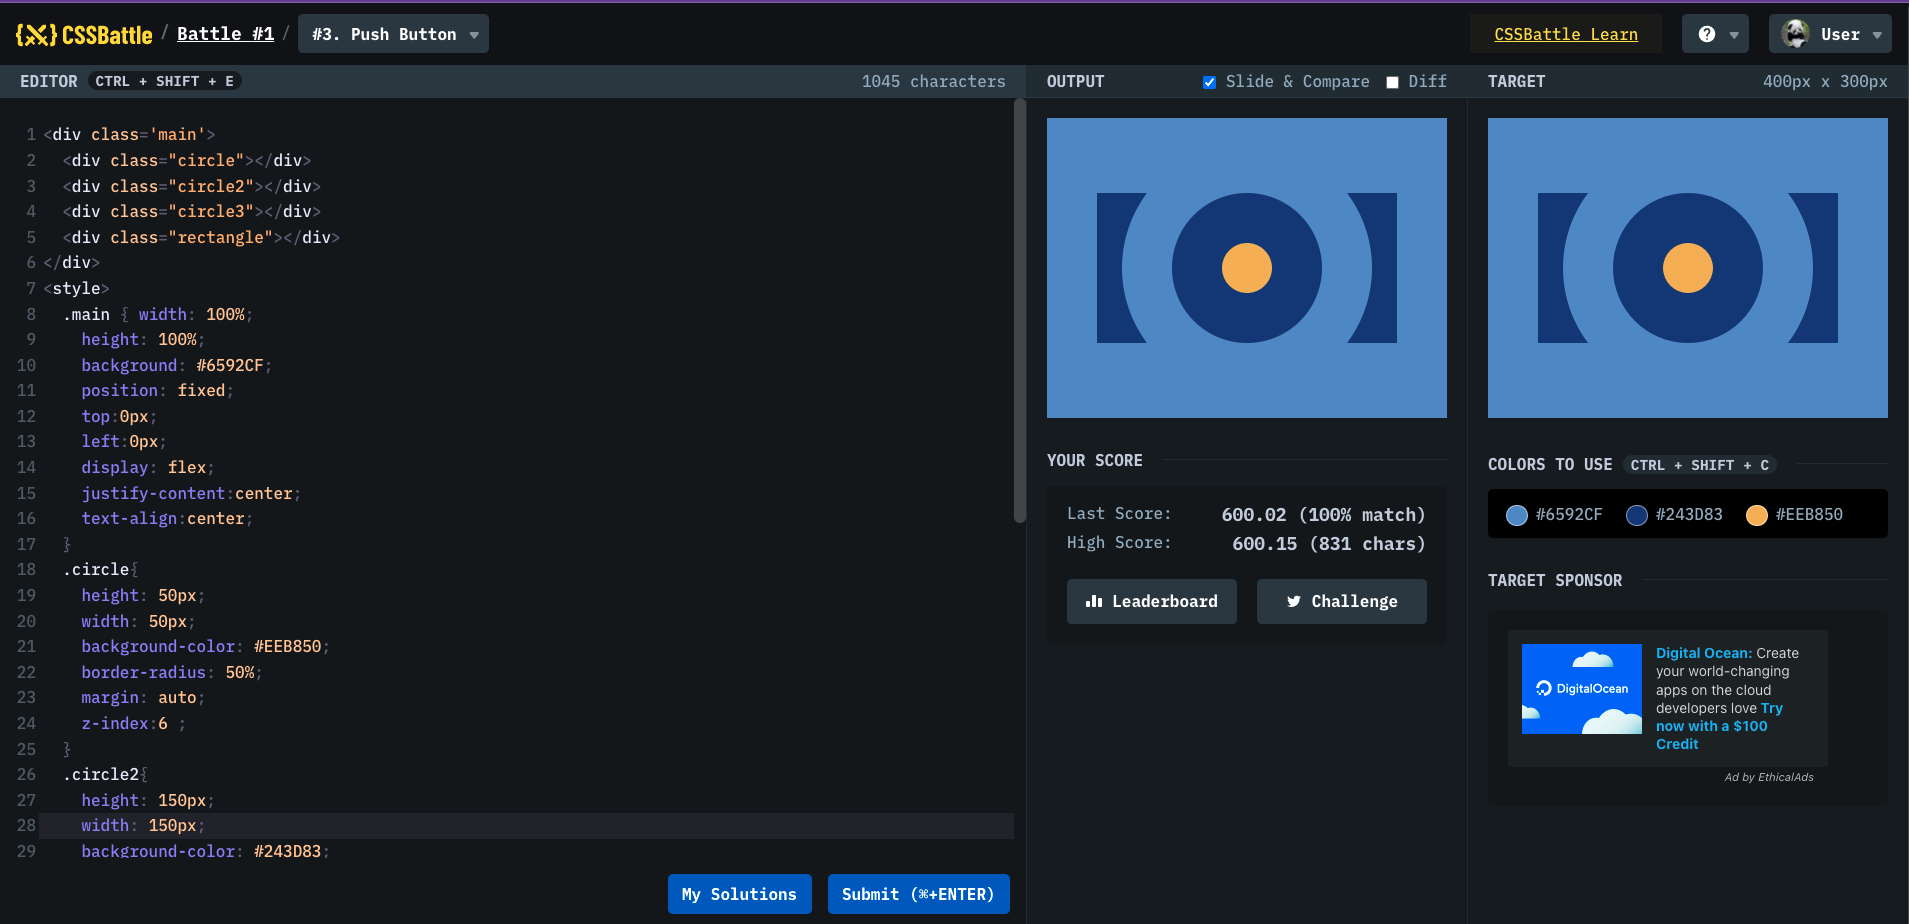 {X} CSSBattle / Battle #1 / #3. Push Button
CSSBattle Learn
?
User
EDITOR CTRL + SHIFT + E
1045 characters
1 <div class='main'>
2 <div class="circle"></div>
3 <div class="circle2"></div>
4 <div class="circle3"></div>
5 <div class="rectangle"></div>
6 </div>
7 <style>
8 .main { width: 100%;
9 height: 100%;
10 background: #6592CF;
11 position: fixed;
12 top:0px;
13 left:0px;
14 display: flex;
15 justify-content:center;
16 text-align:center;
17 }
18 .circle{
19 height: 50px;
20 width: 50px;
21 background-color: #EEB850;
22 border-radius: 50%;
23 margin: auto;
24 z-index:6 ;
25 }
26 .circle2{
27 height: 150px;
28 width: 150px;
29 background-color: #243D83;
My Solutions
Submit (⌘+ENTER)
OUTPUT
Slide & Compare
Diff
YOUR SCORE
Last Score: 600.02 (100% match)
High Score: 600.15 (831 chars)
Leaderboard
Challenge
TARGET
400px x 300px
COLORS TO USE CTRL + SHIFT + C
#6592CF #243D83 #EEB850
TARGET SPONSOR
DigitalOcean
Digital Ocean: Create
your world-changing
apps on the cloud
developers love Try
now with a $100
Credit
Ad by EthicalAds